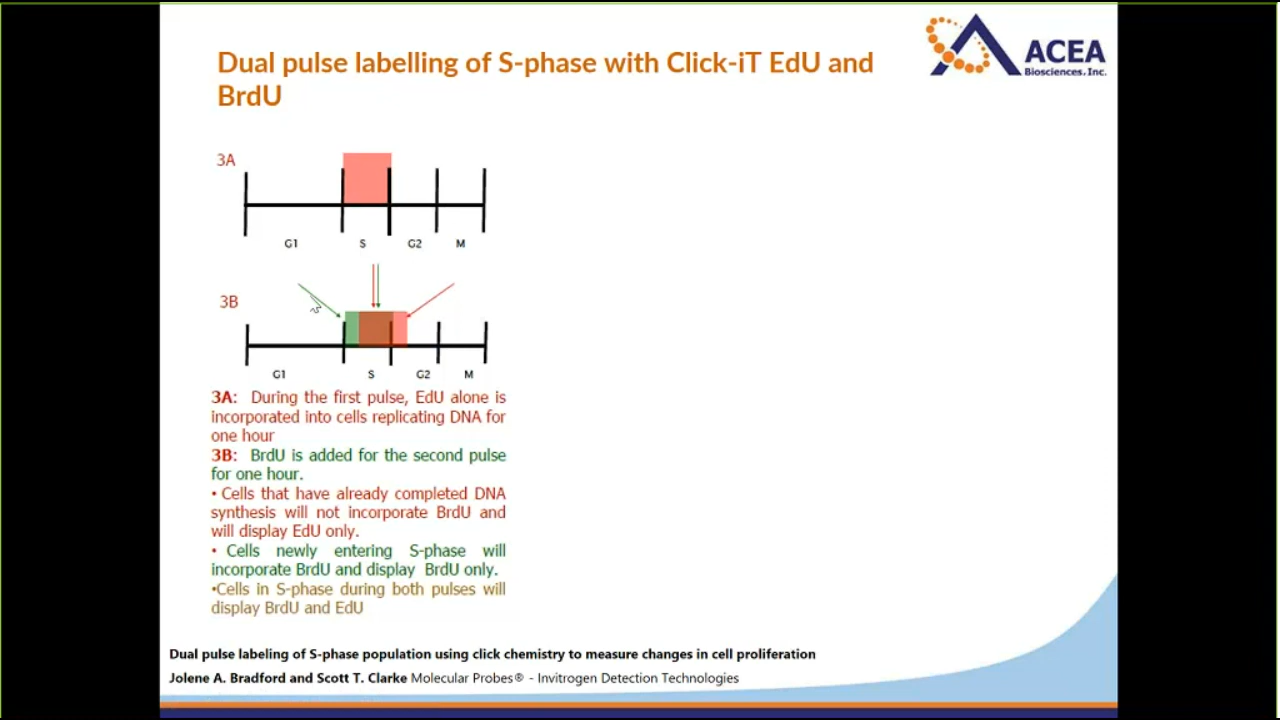 Dual pulse labelling of S-phase with Click-iT EdU and
BrdU
ACEA
Biosciences, Inc.
3A
G1 S G2 M
3B
G1 S G2 M
3A: During the first pulse, EdU alone is
incorporated into cells replicating DNA for
one hour
3B: BrdU is added for the second pulse
for one hour.
• Cells that have already completed DNA
synthesis will not incorporate BrdU and
will display EdU only.
• Cells newly entering S-phase will
incorporate BrdU and display BrdU only.
•Cells in S-phase during both pulses will
display BrdU and EdU
Dual pulse labeling of S-phase population using click chemistry to measure changes in cell proliferation
Jolene A. Bradford and Scott T. Clarke Molecular Probes® - Invitrogen Detection Technologies